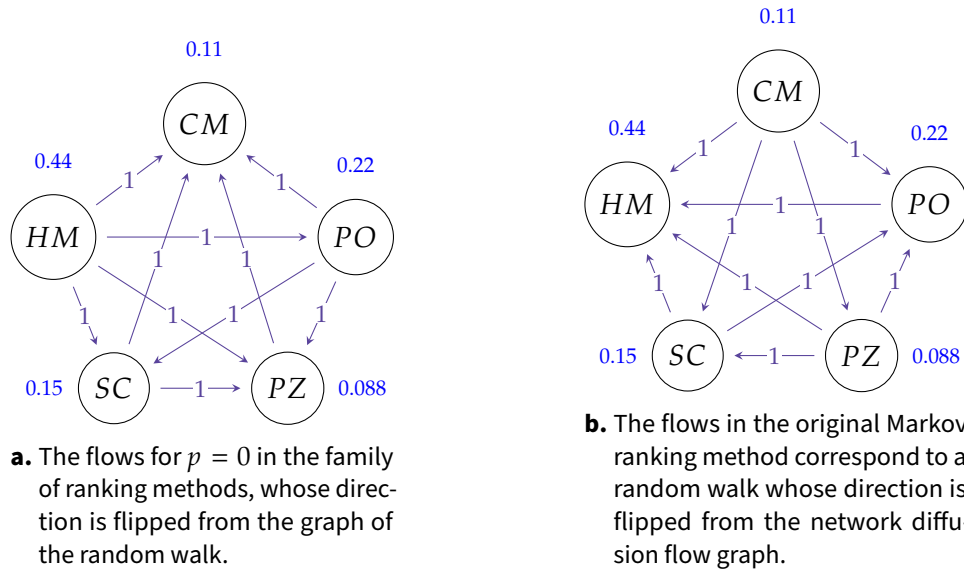 0.11
CM
0.44
0.22
HM
PO
1
1
1
1
1
1
1
1
1
1
0.15
SC
PZ
0.088
a. The flows for p = 0 in the family
of ranking methods, whose direc-
tion is flipped from the graph of
the random walk.
0.11
CM
0.44
0.22
HM
PO
1
1
1
1
1
1
1
1
1
1
0.15
SC
PZ
0.088
b. The flows in the original Markov
ranking method correspond to a
random walk whose direction is
flipped from the network diffu-
sion flow graph.